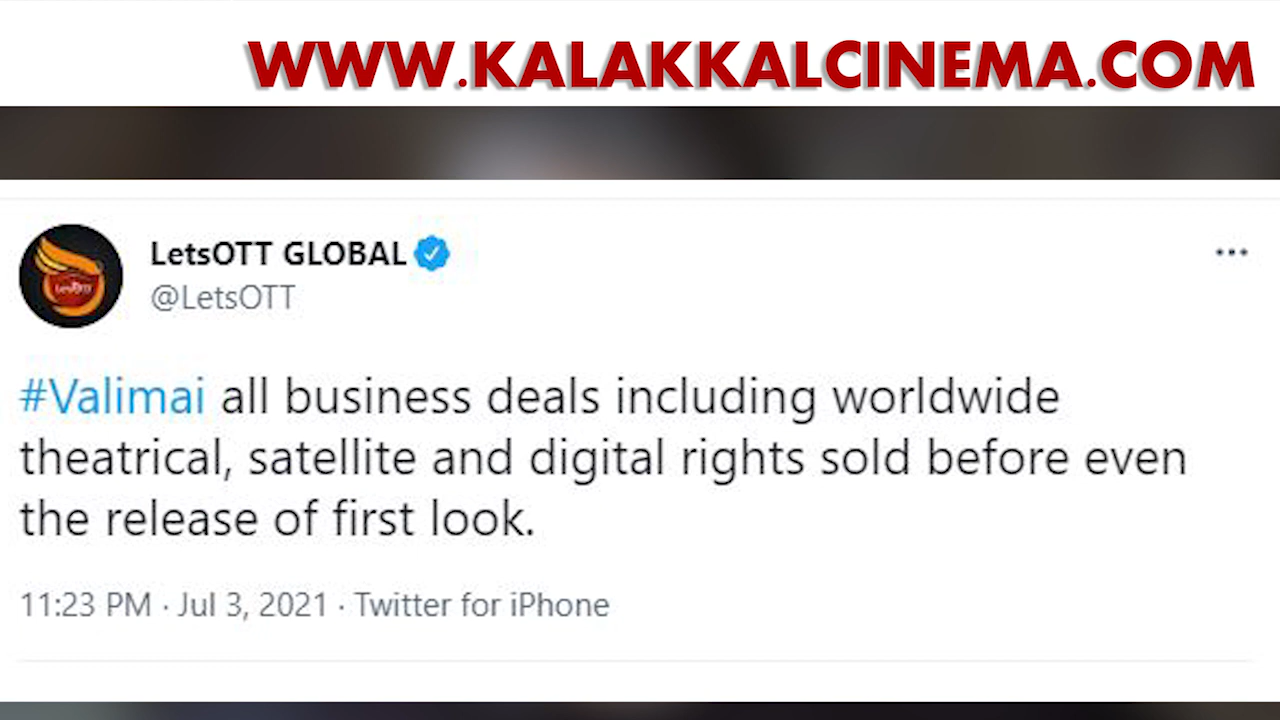 WWW.KALAKKALCINEMA.COM
LetsOTT GLOBAL
@LetsOTT
#Valimai all business deals including worldwide
theatrical, satellite and digital rights sold before even
the release of first look.
11:23 PM · Jul 3, 2021 · Twitter for iPhone